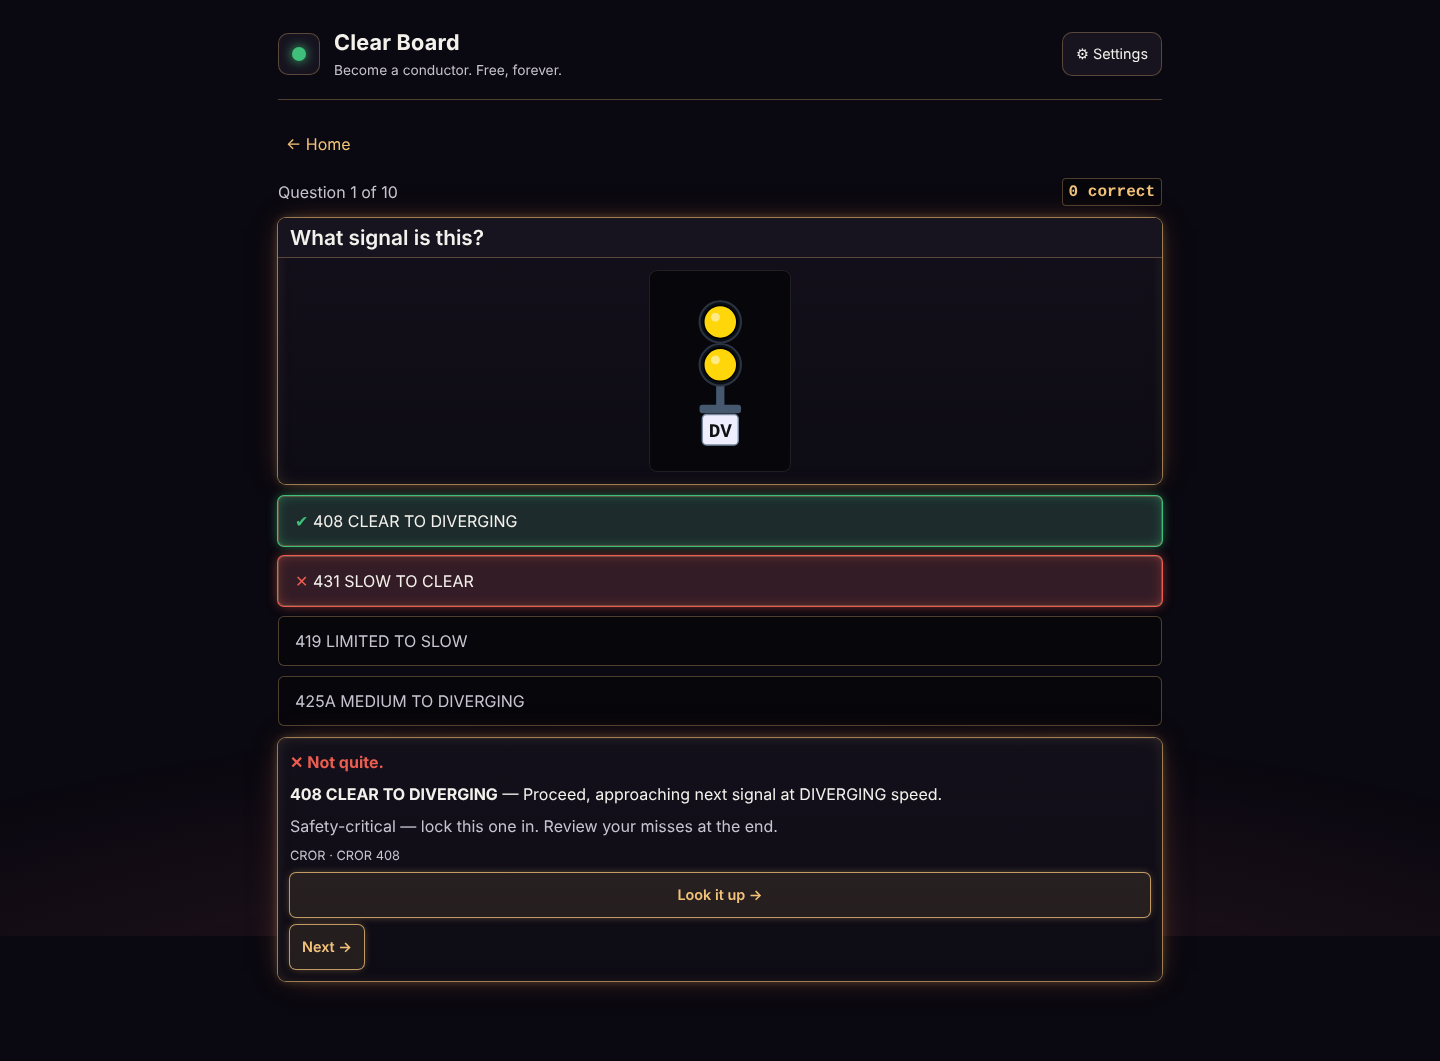 Clear Board
Become a conductor. Free, forever.
⚙ Settings
← Home
Question 1 of 10
0 correct
What signal is this?
DV
✔ 408 CLEAR TO DIVERGING
✕ 431 SLOW TO CLEAR
419 LIMITED TO SLOW
425A MEDIUM TO DIVERGING
✕ Not quite.
408 CLEAR TO DIVERGING — Proceed, approaching next signal at DIVERGING speed.
Safety-critical — lock this one in. Review your misses at the end.
CROR · CROR 408
Look it up →
Next →